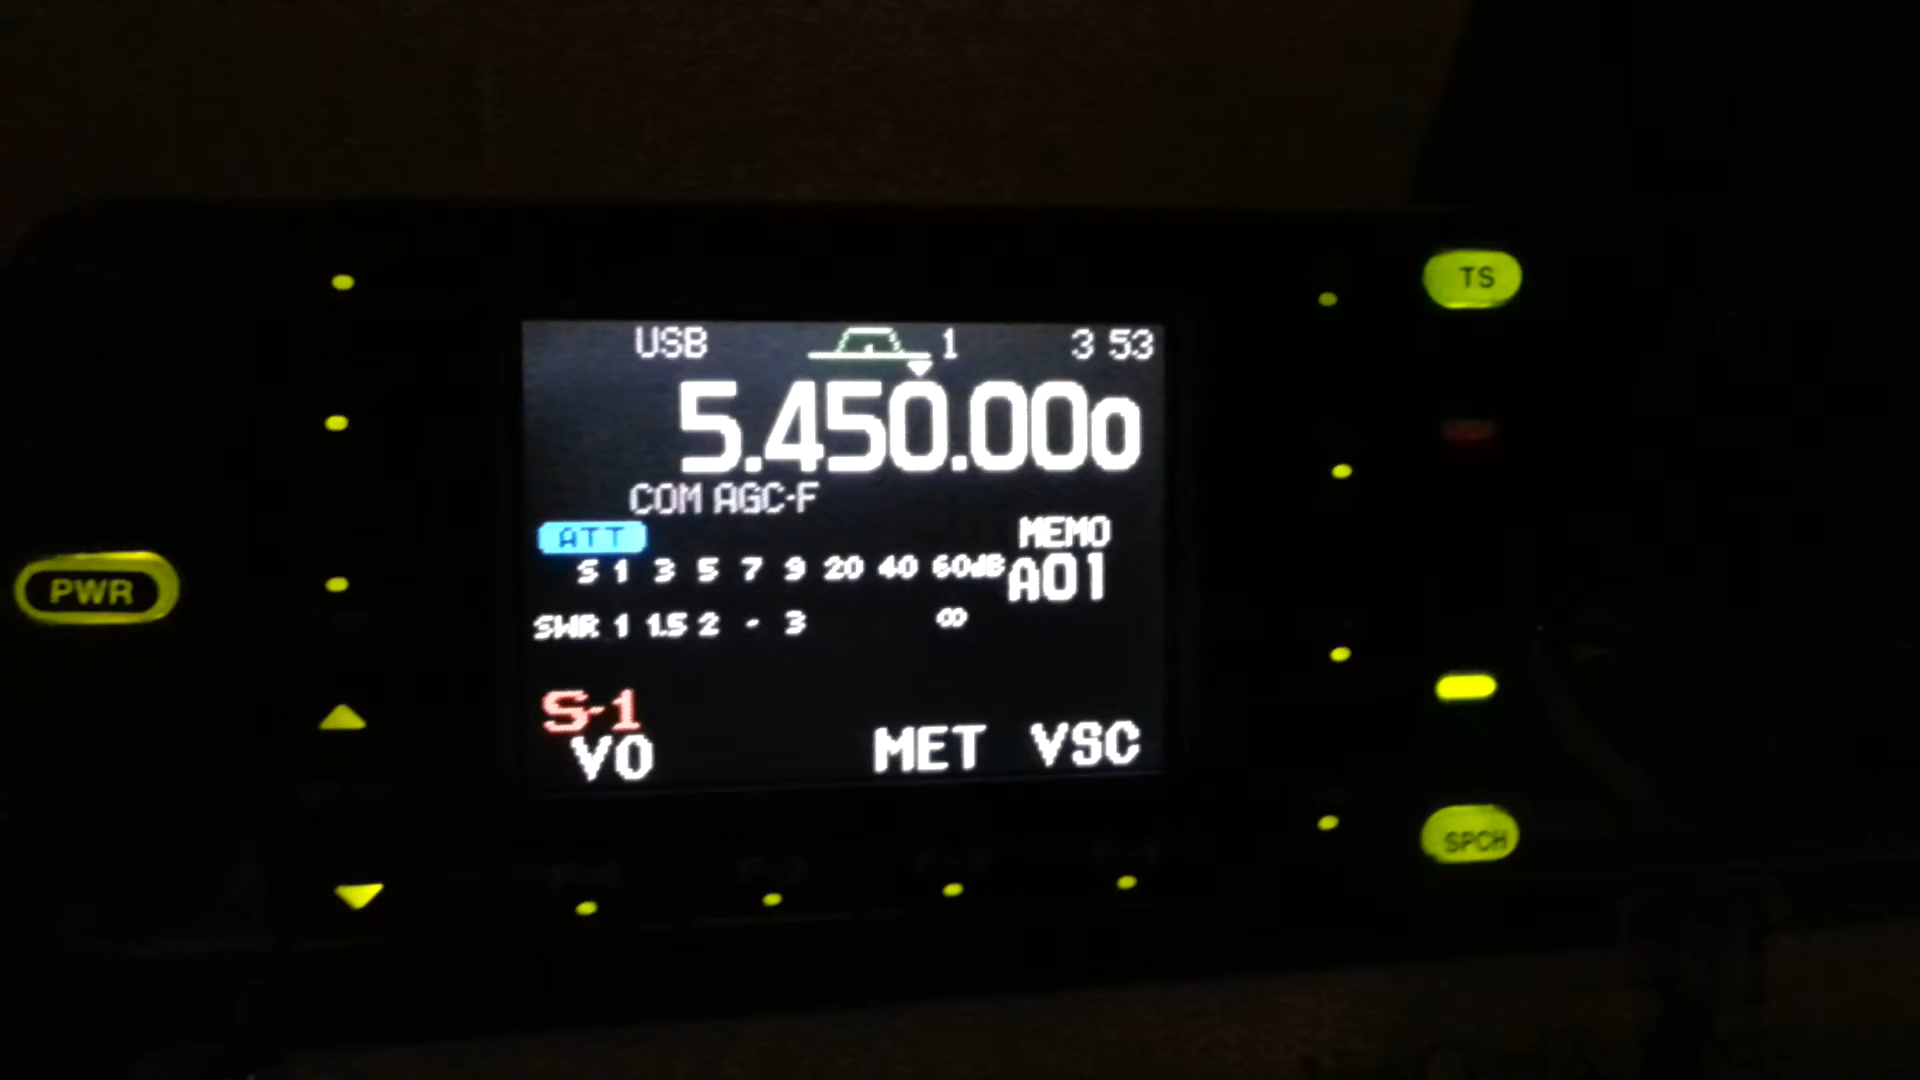 USB 1 3 53
5.450.000
COM AGC-F
ATT
MEMO
A01
S 1 3 5 7 9 20 40 60dB
SWR 1 1.5 2 - 3 ∞
S-1
VO MET VSC
PWR
TS
SPCH